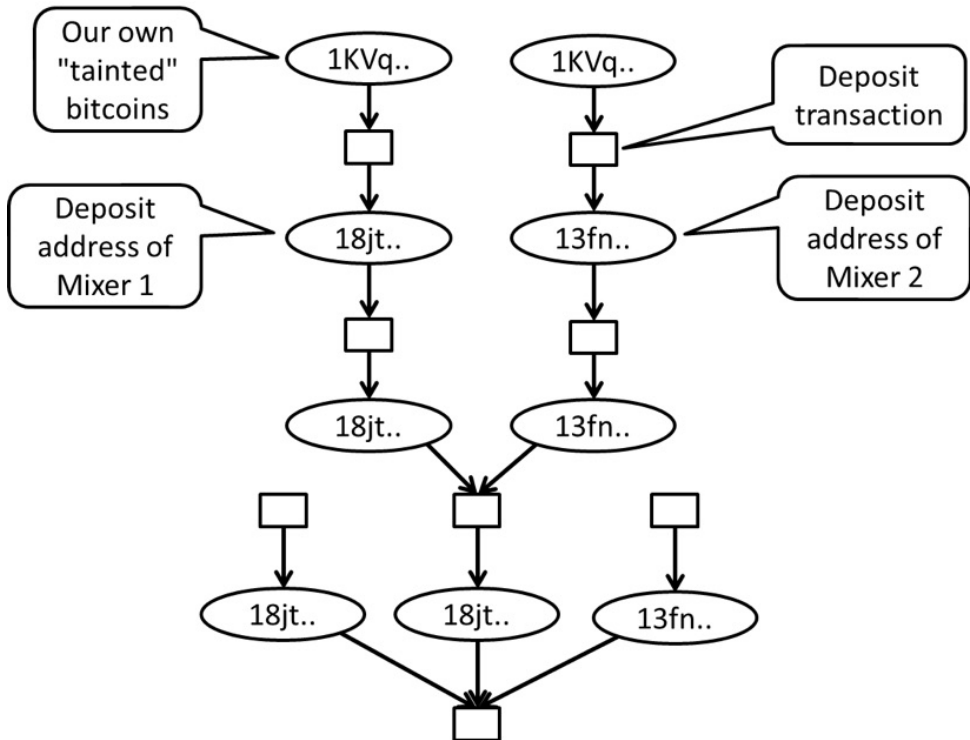 Our own
"tainted"
bitcoins
1KVq..
1KVq..
Deposit
transaction
Deposit
address of
Mixer 1
18jt..
13fn..
Deposit
address of
Mixer 2
18jt..
13fn..
18jt..
18jt..
13fn..